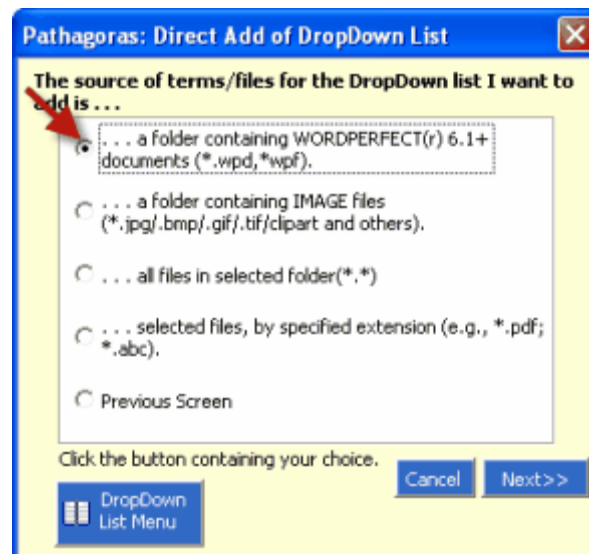 Pathagoras: Direct Add of DropDown List
The source of terms/files for the DropDown list I want to
add is . . .
. . . a folder containing WORDPERFECT(r) 6.1+
documents (*.wpd,*wpf).
. . . a folder containing IMAGE files
(*.jpg/.bmp/.gif/.tif/clipart and others).
. . . all files in selected folder(*.*)
. . . selected files, by specified extension (e.g., *.pdf;
*.abc).
Previous Screen
Click the button containing your choice.
Cancel
Next>>
DropDown
List Menu